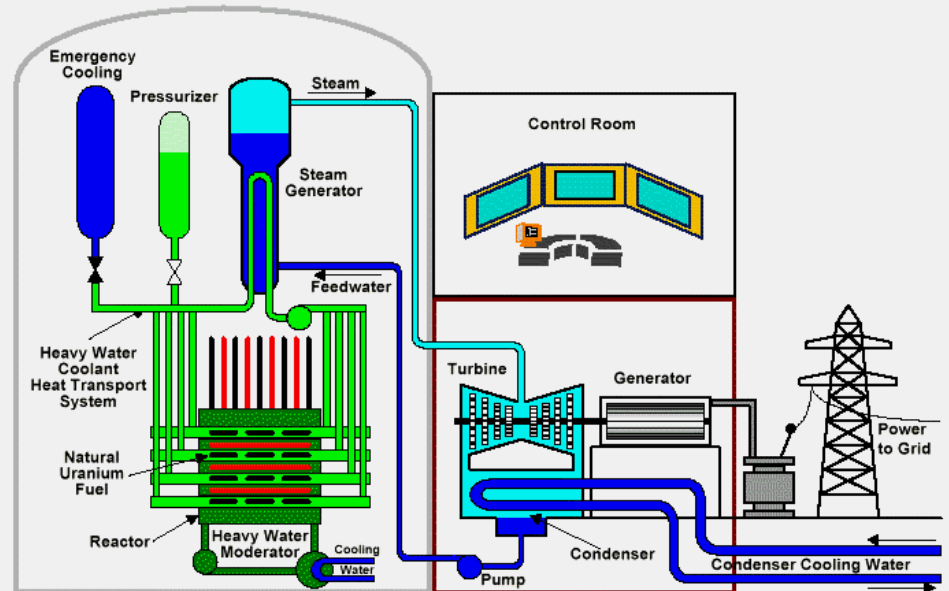 Emergency
Cooling
Pressurizer
Steam
Steam
Generator
Feedwater
Control Room
Heavy Water
Coolant
Heat Transport
System
Turbine
Generator
Power
to Grid
Natural
Uranium
Fuel
Reactor
Heavy Water
Moderator
Cooling
Water
Pump
Condenser
Condenser Cooling Water